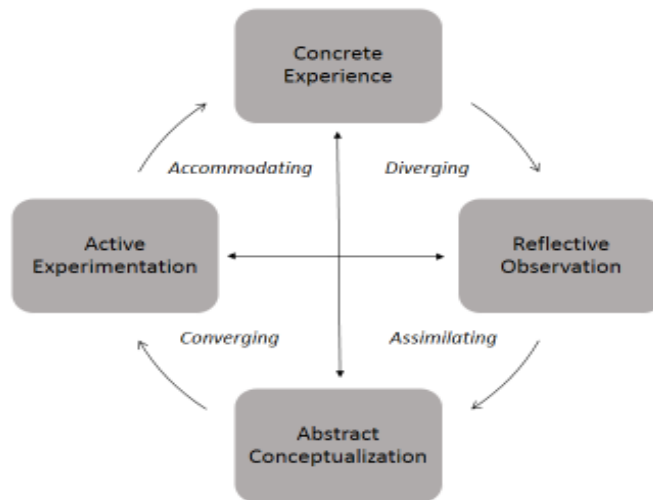 Concrete
Experience
Accommodating
Diverging
Active
Experimentation
Reflective
Observation
Converging
Assimilating
Abstract
Conceptualization